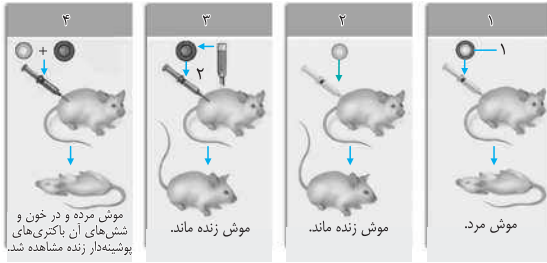 ۱
۱
موش مرد.
۲
موش زنده ماند.
۳
۲
موش زنده ماند.
۴
+
موش مرده و در خون و
شش‌های آن باکتری‌های
پوشینه‌دار زنده مشاهده شد.